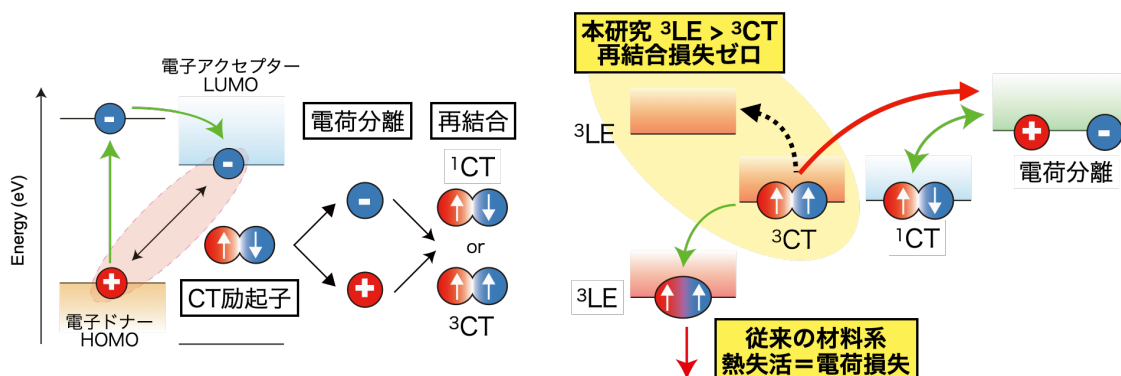 電子アクセプター
LUMO
Energy (eV)
-
-
+
電子ドナー
HOMO
CT励起子
電荷分離
-
+
再結合
¹CT
or
³CT
本研究 ³LE > ³CT
再結合損失ゼロ
³LE
³CT
¹CT
+
-
電荷分離
³LE
従来の材料系
熱失活=電荷損失